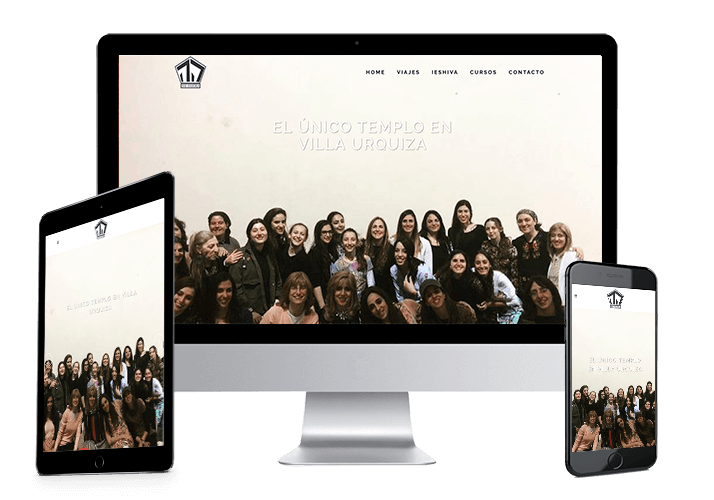 HOME VIAJES IESHIVA CURSOS CONTACTO
EL ÚNICO TEMPLO EN
VILLA URQUIZA
EL ÚNICO TEMPLO EN VILLA
URQUIZA
EL ÚNICO TEMPLO
EN VILLA URQUIZA